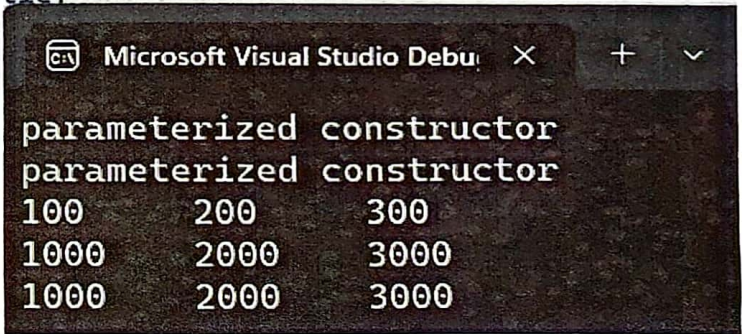 Microsoft Visual Studio Debu
parameterized constructor
parameterized constructor
100 200 300
1000 2000 3000
1000 2000 3000